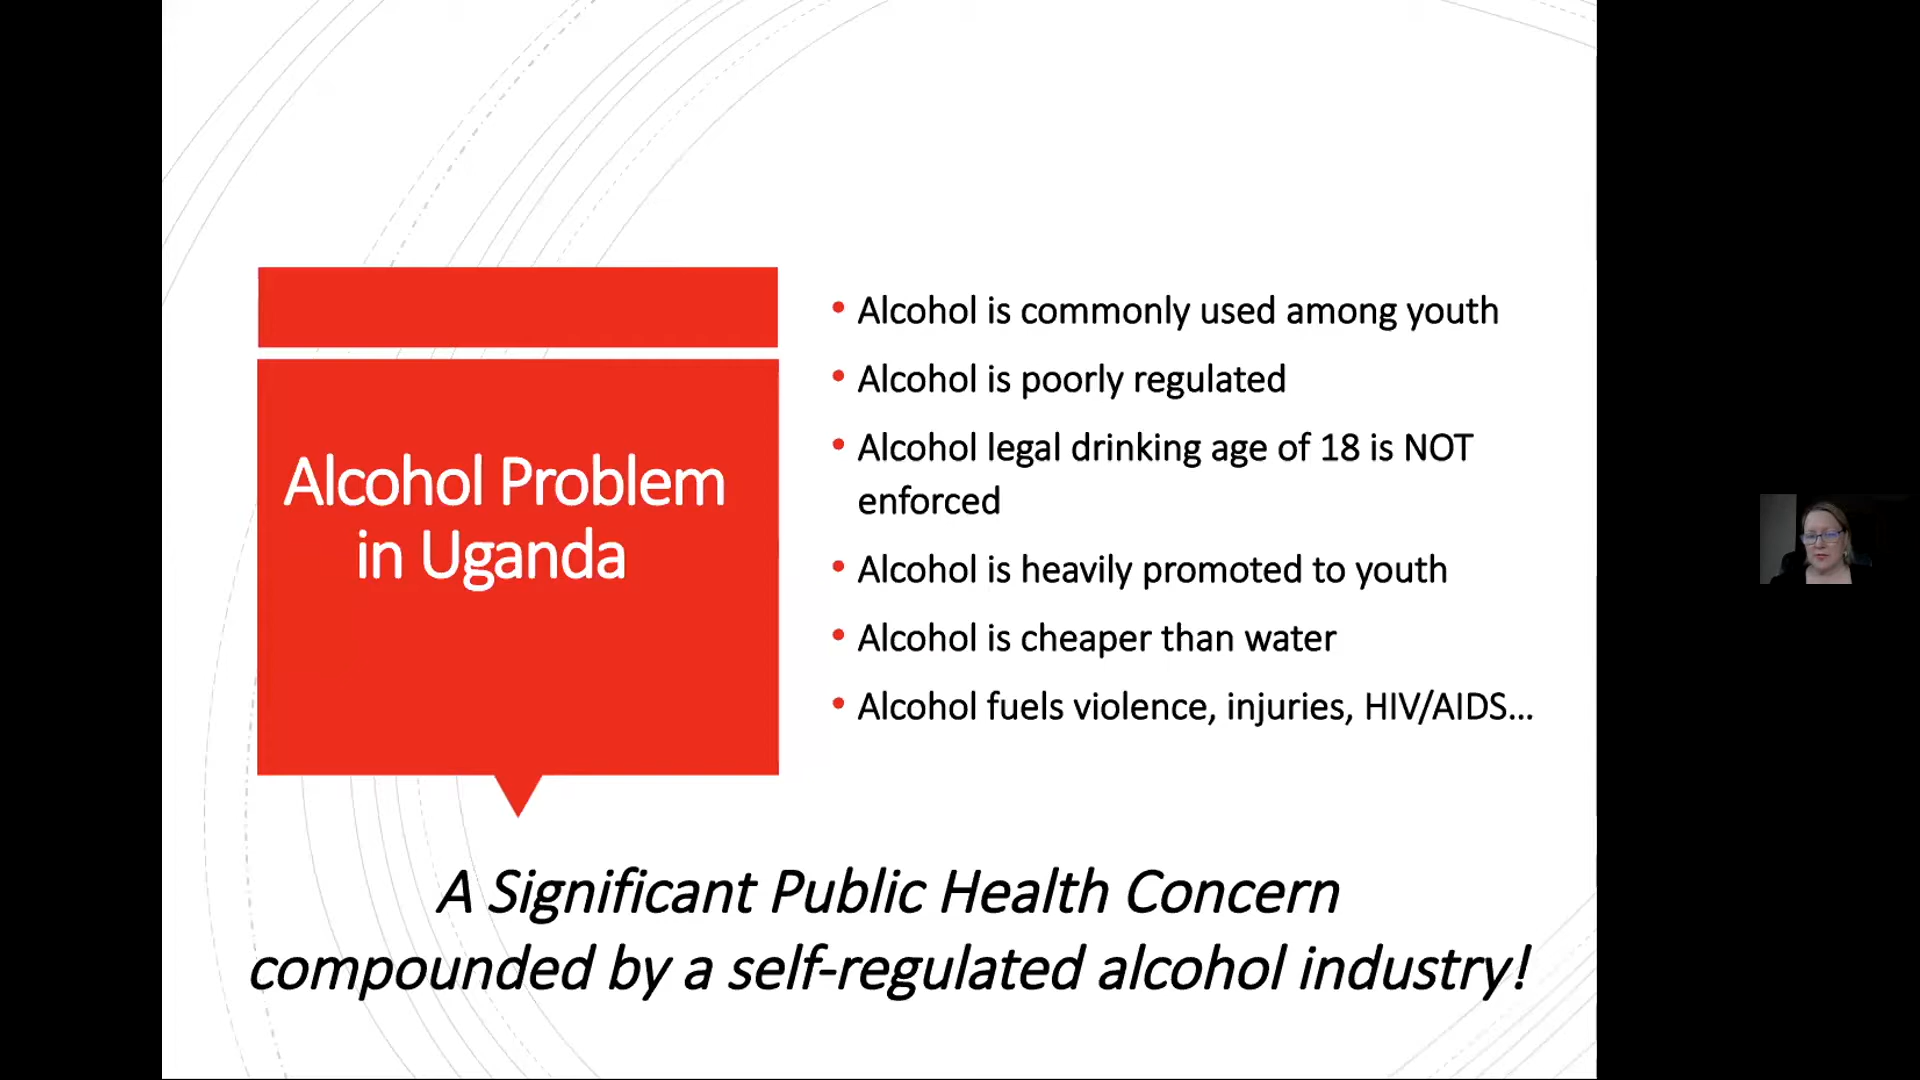 Alcohol Problem
in Uganda
• Alcohol is commonly used among youth
• Alcohol is poorly regulated
• Alcohol legal drinking age of 18 is NOT
enforced
• Alcohol is heavily promoted to youth
• Alcohol is cheaper than water
• Alcohol fuels violence, injuries, HIV/AIDS...
A Significant Public Health Concern
compounded by a self-regulated alcohol industry!